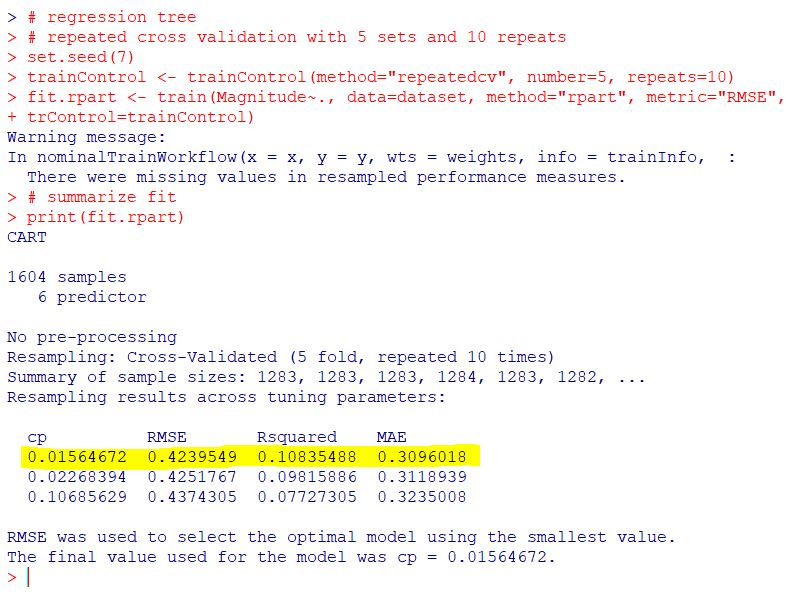 > # regression tree
> # repeated cross validation with 5 sets and 10 repeats
> set.seed(7)
> trainControl <- trainControl(method="repeatedcv", number=5, repeats=10)
> fit.rpart <- train(Magnitude~., data=dataset, method="rpart", metric="RMSE",
+ trControl=trainControl)
Warning message:
In nominalTrainWorkflow(x = x, y = y, wts = weights, info = trainInfo,  :
  There were missing values in resampled performance measures.
> # summarize fit
> print(fit.rpart)
CART

1604 samples
   6 predictor

No pre-processing
Resampling: Cross-Validated (5 fold, repeated 10 times)
Summary of sample sizes: 1283, 1283, 1283, 1284, 1283, 1282, ...
Resampling results across tuning parameters:

  cp          RMSE       Rsquared    MAE
  0.01564672  0.4239549  0.10835488  0.3096018
  0.02268394  0.4251767  0.09815886  0.3118939
  0.10685629  0.4374305  0.07727305  0.3235008

RMSE was used to select the optimal model using the smallest value.
The final value used for the model was cp = 0.01564672.
>